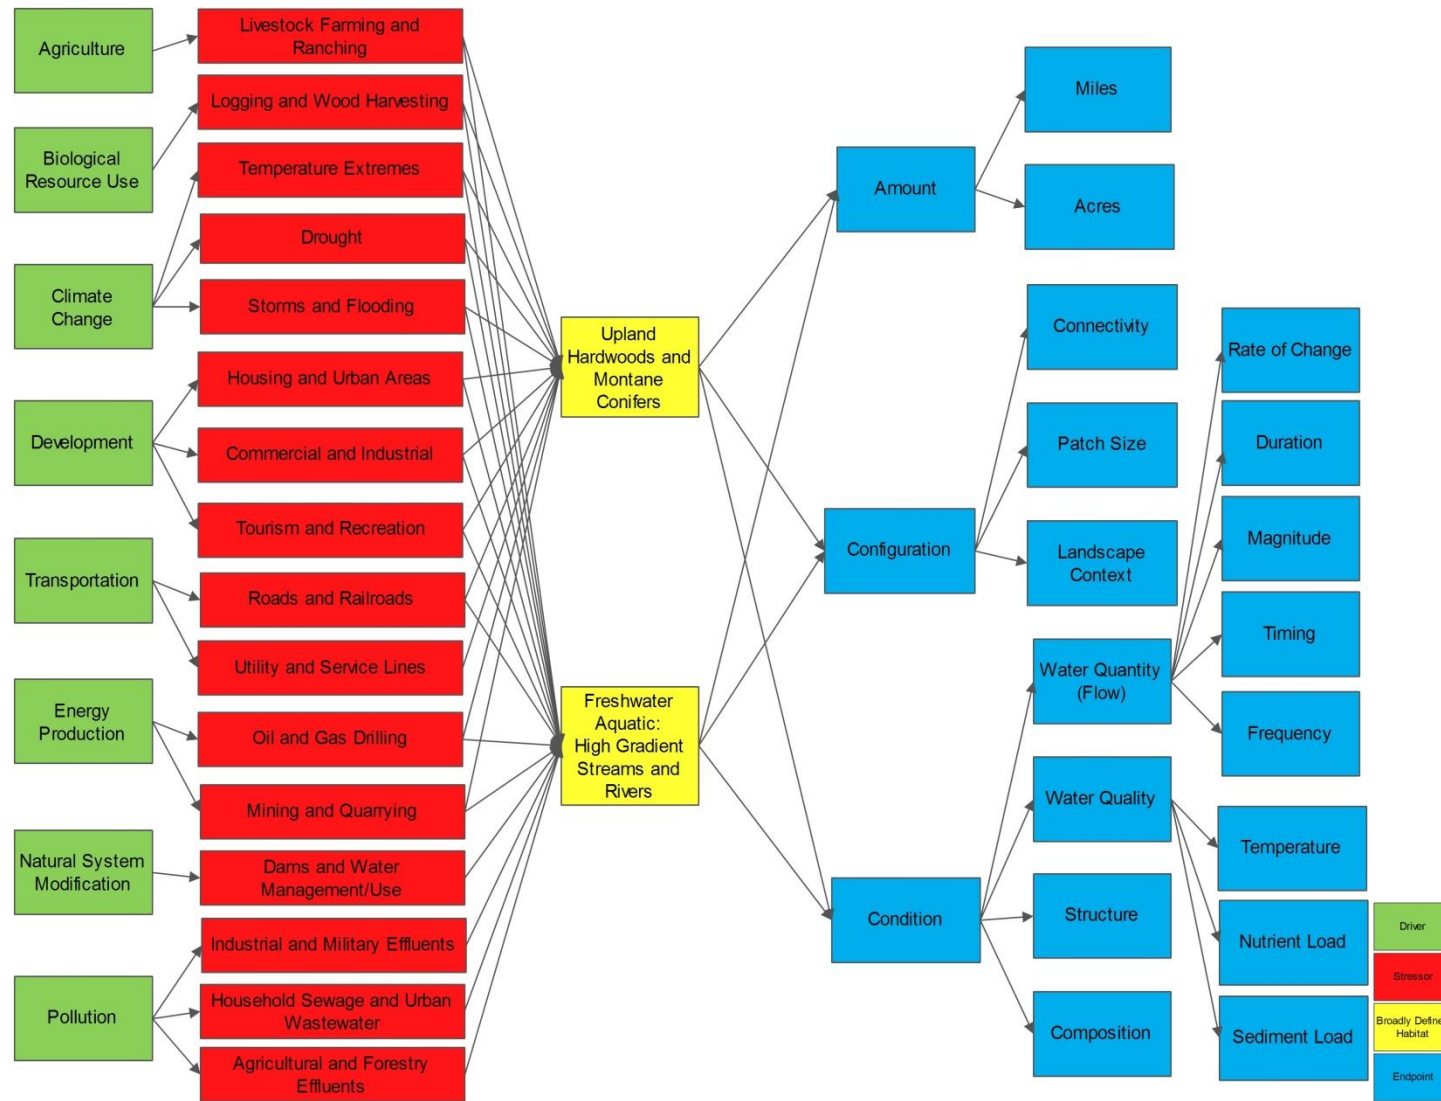 Agriculture
Biological
Resource Use
Climate
Change
Development
Transportation
Energy
Production
Natural System
Modification
Pollution
Livestock Farming and
Ranching
Logging and Wood Harvesting
Temperature Extremes
Drought
Storms and Flooding
Housing and Urban Areas
Commercial and Industrial
Tourism and Recreation
Roads and Railroads
Utility and Service Lines
Oil and Gas Drilling
Mining and Quarrying
Dams and Water
Management/Use
Industrial and Military Effluents
Household Sewage and Urban
Wastewater
Agricultural and Forestry
Effluents
Upland
Hardwoods and
Montane
Conifers
Freshwater
Aquatic:
High Gradient
Streams and
Rivers
Amount
Configuration
Condition
Miles
Acres
Connectivity
Patch Size
Landscape
Context
Water Quantity
(Flow)
Water Quality
Structure
Composition
Rate of Change
Duration
Magnitude
Timing
Frequency
Temperature
Nutrient Load
Sediment Load
Driver
Stressor
Broadly Define
Habitat
Endpoint